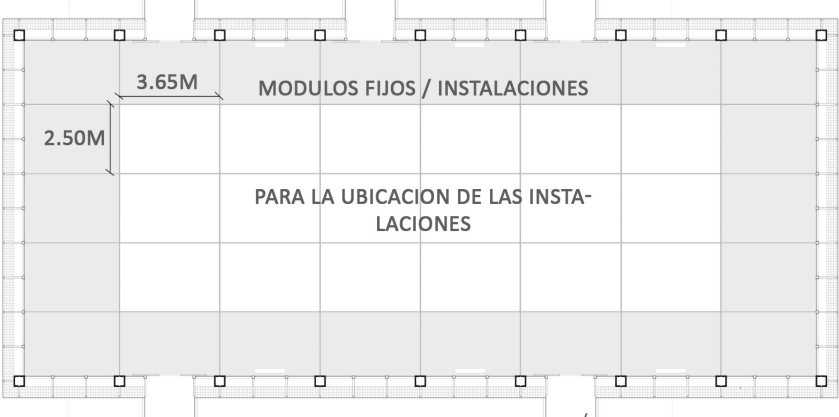 3.65M
MODULOS FIJOS / INSTALACIONES
2.50M
PARA LA UBICACION DE LAS INSTA-
LACIONES